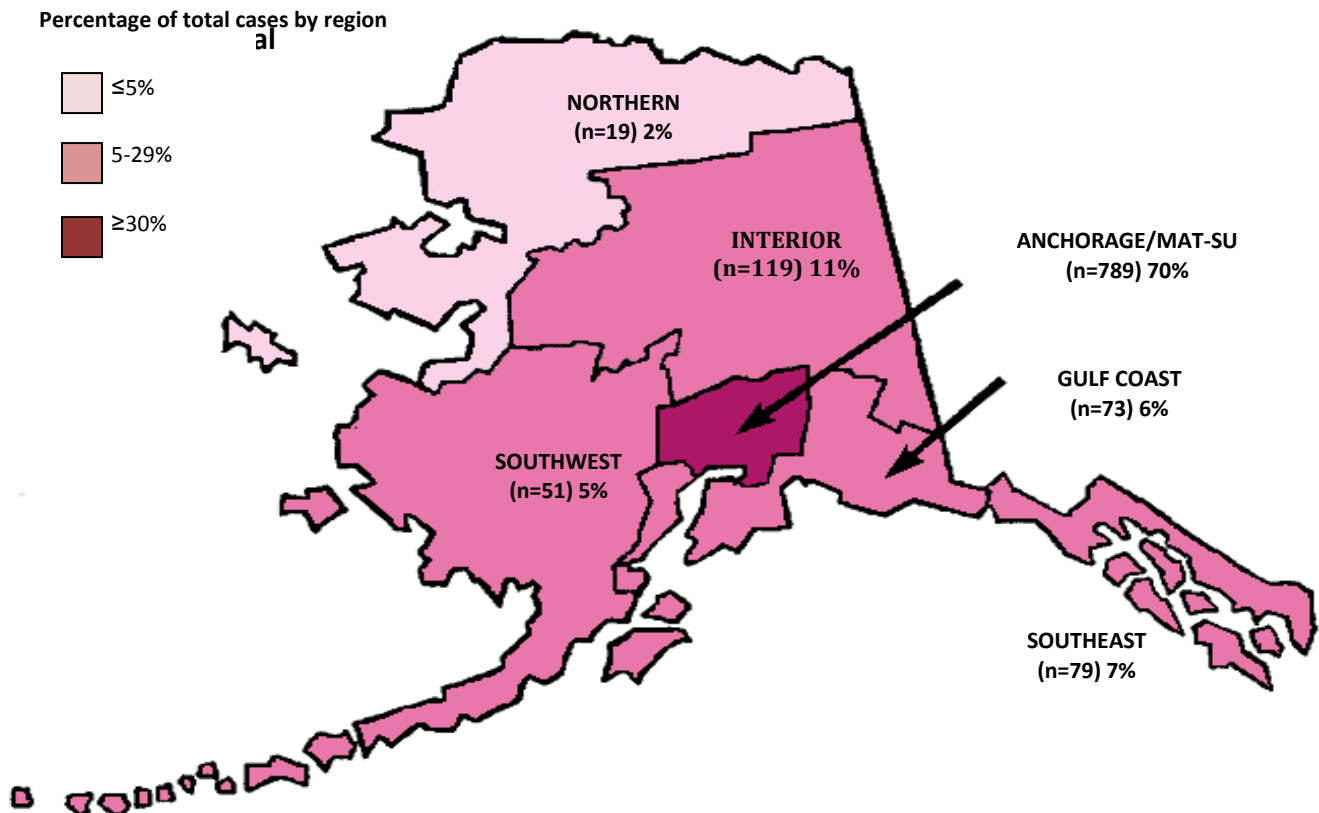 Percentage of total cases by region
al
≤5%
5-29%
≥30%
NORTHERN
(n=19) 2%
INTERIOR
(n=119) 11%
ANCHORAGE/MAT-SU
(n=789) 70%
GULF COAST
(n=73) 6%
SOUTHWEST
(n=51) 5%
SOUTHEAST
(n=79) 7%